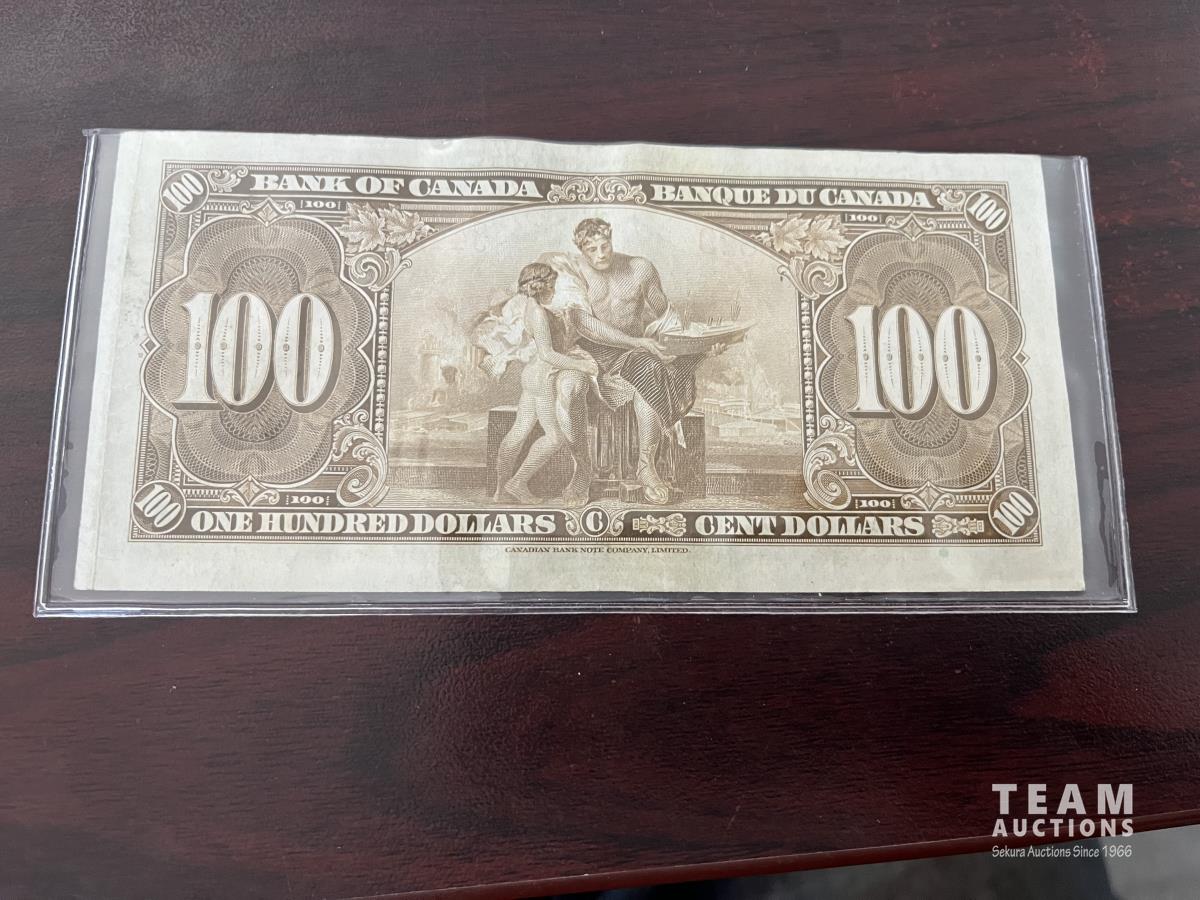 100 BANK OF CANADA BANQUE DU CANADA 100
100 100
100 100
100 100
100 ONE HUNDRED DOLLARS C CENT DOLLARS 100
CANADIAN BANK NOTE COMPANY, LIMITED.
TEAM
AUCTIONS
Sekura Auctions Since 1966